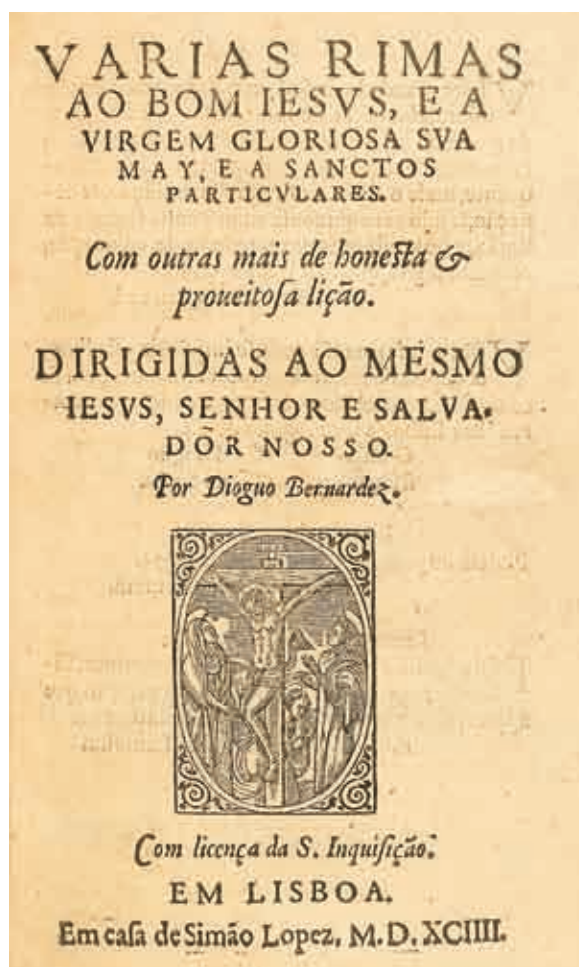 VARIAS RIMAS
AO BOM IESVS, E A
VIRGEM GLORIOSA SVA
MAY, E A SANCTOS
PARTICVLARES.
Com outras mais de honesta &
proueitoſa lição.
DIRIGIDAS AO MESMO
IESVS, SENHOR E SALVA-
DOR NOSSO.
Por Dioguo Bernardez.
Com licença da S. Inquiſição.
EM LISBOA.
Em caſa de Simão Lopez, M.D.XCIIII.